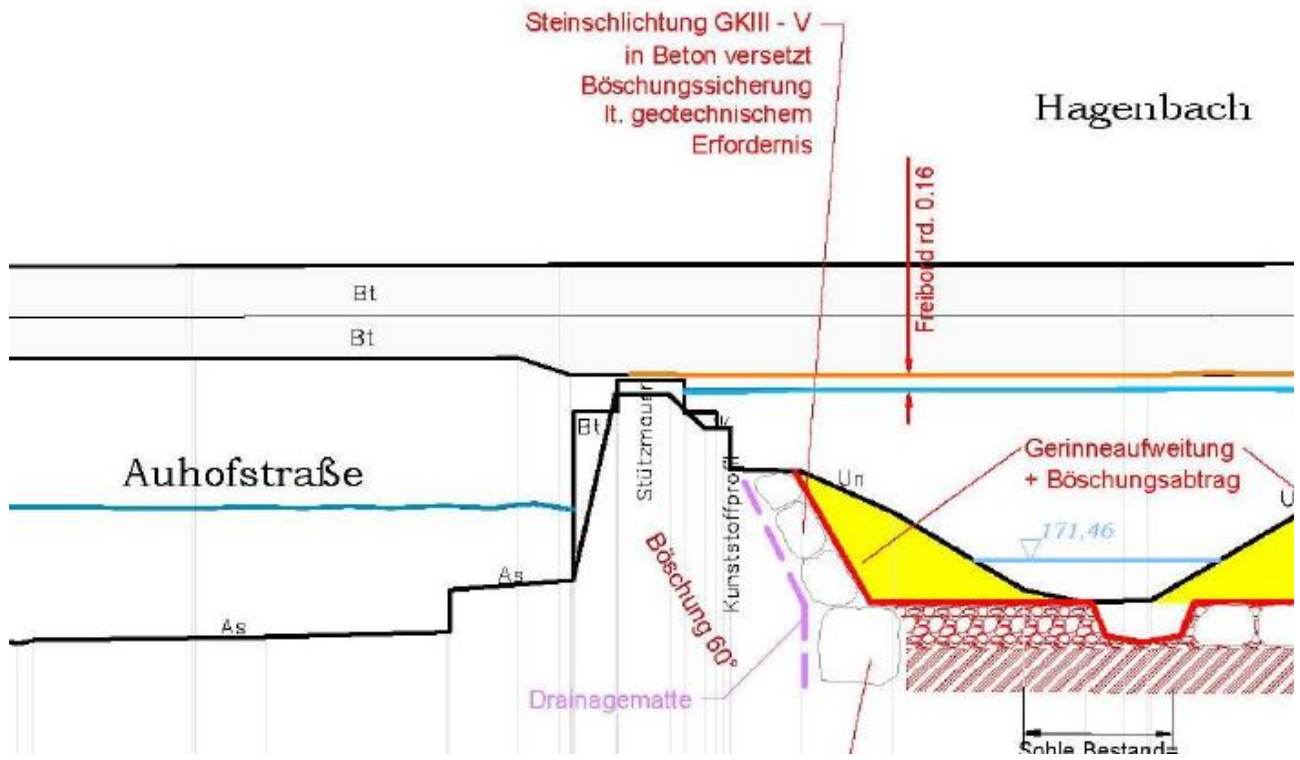 Steinschlichtung GKIII - V
in Beton versetzt
Böschungssicherung
lt. geotechnischem
Erfordernis
Hagenbach
Freibord rd. 0.16
Bt
Bt
Bt
Stützmauer
Kunststoffprofil
Auhofstraße
Un
Gerinneaufweitung
+ Böschungsabtrag
171,46
As
As
Böschung 60°
Drainagematte
Sohle Bestand=